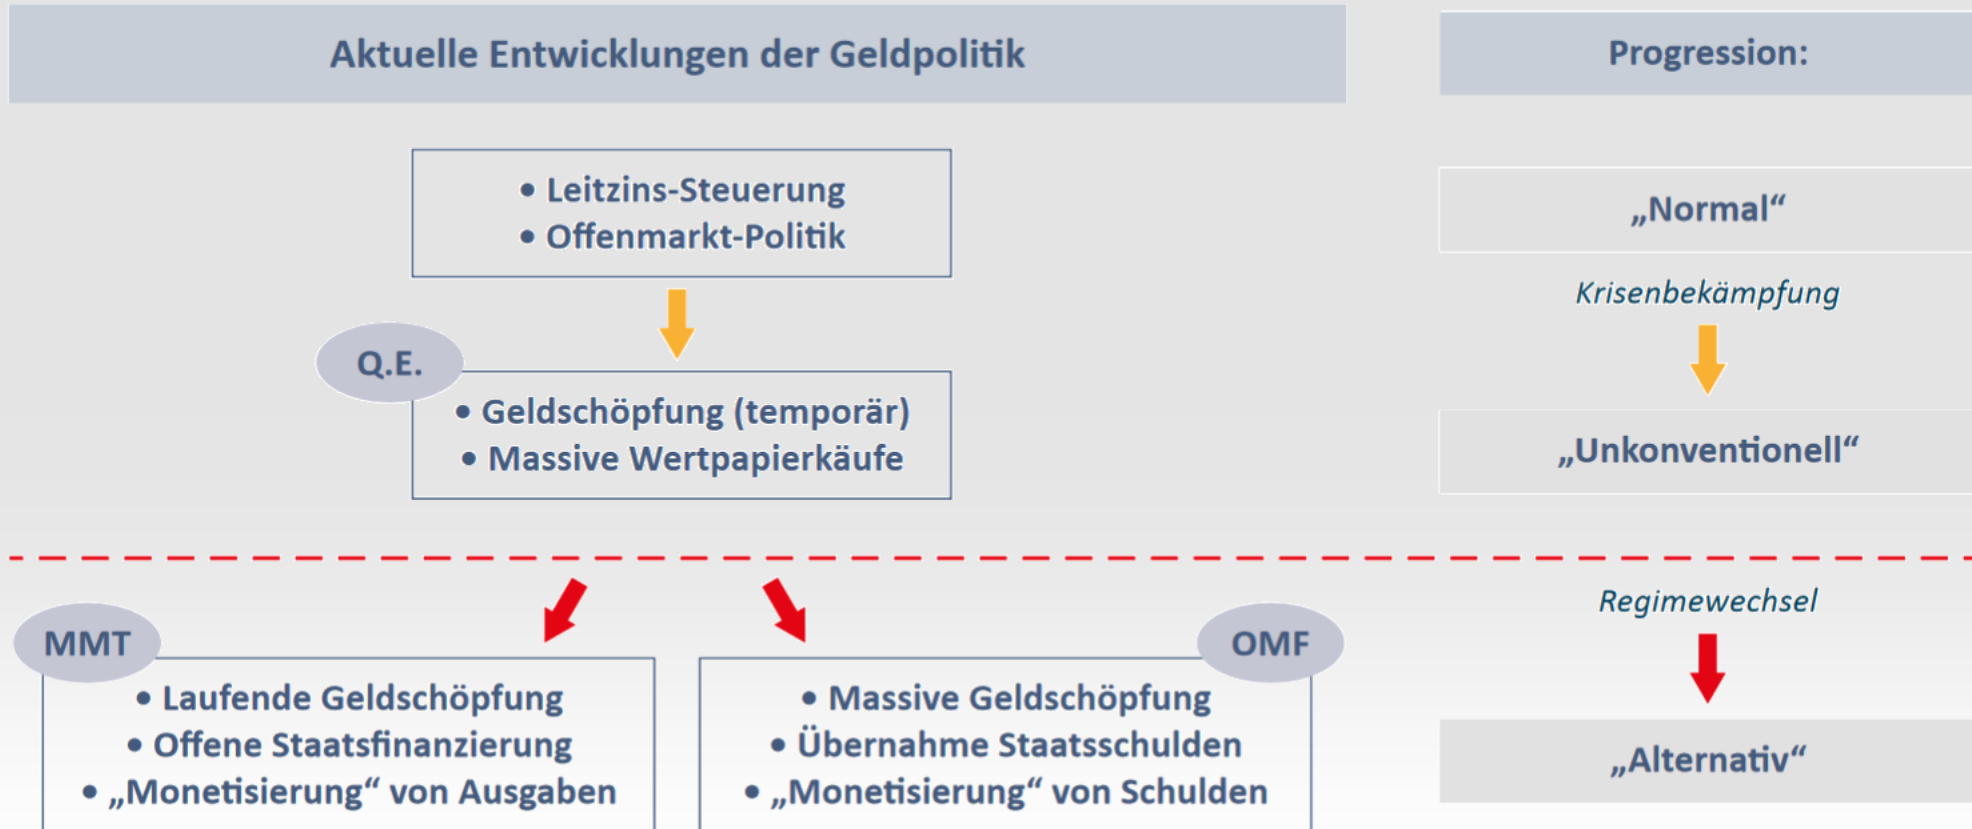 Aktuelle Entwicklungen der Geldpolitik
Progression:
• Leitzins-Steuerung
• Offenmarkt-Politik
„Normal“
Krisenbekämpfung
Q.E.
• Geldschöpfung (temporär)
• Massive Wertpapierkäufe
„Unkonventionell“
Regimewechsel
MMT
• Laufende Geldschöpfung
• Offene Staatsfinanzierung
• „Monetisierung“ von Ausgaben
OMF
• Massive Geldschöpfung
• Übernahme Staatsschulden
• „Monetisierung“ von Schulden
„Alternativ“